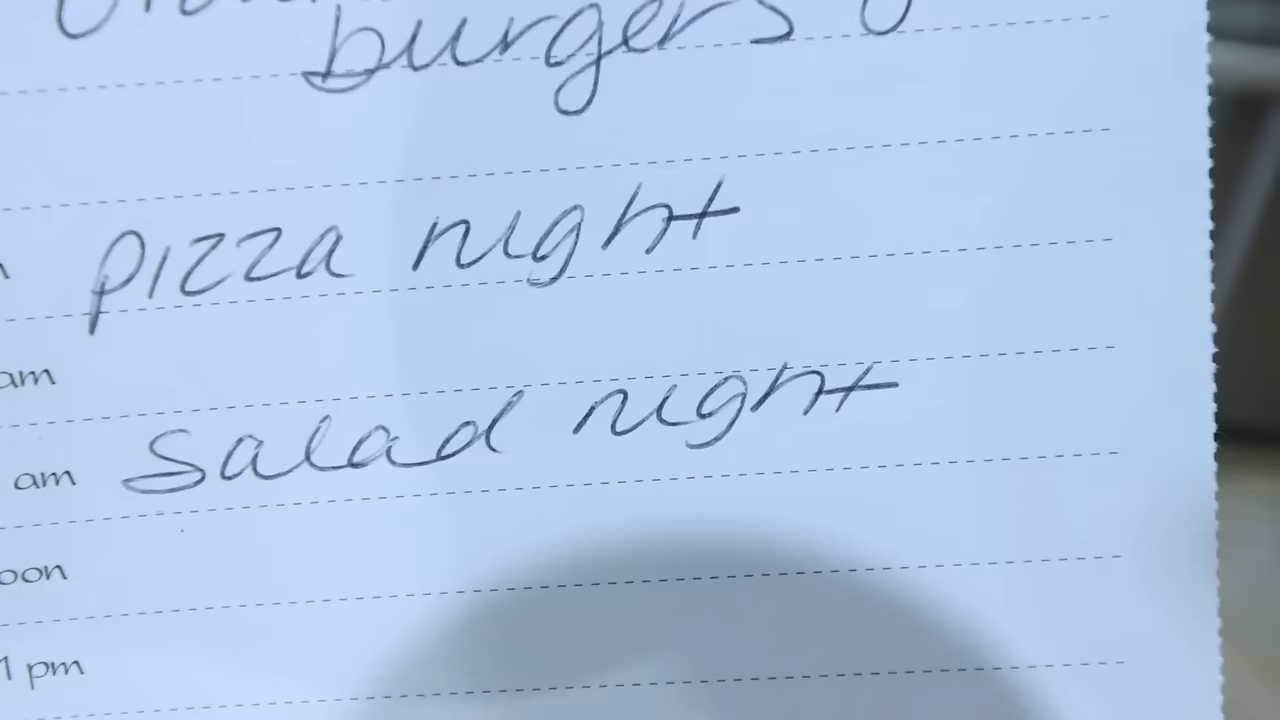 burgers
pizza night
am
am salad night
oon
1 pm